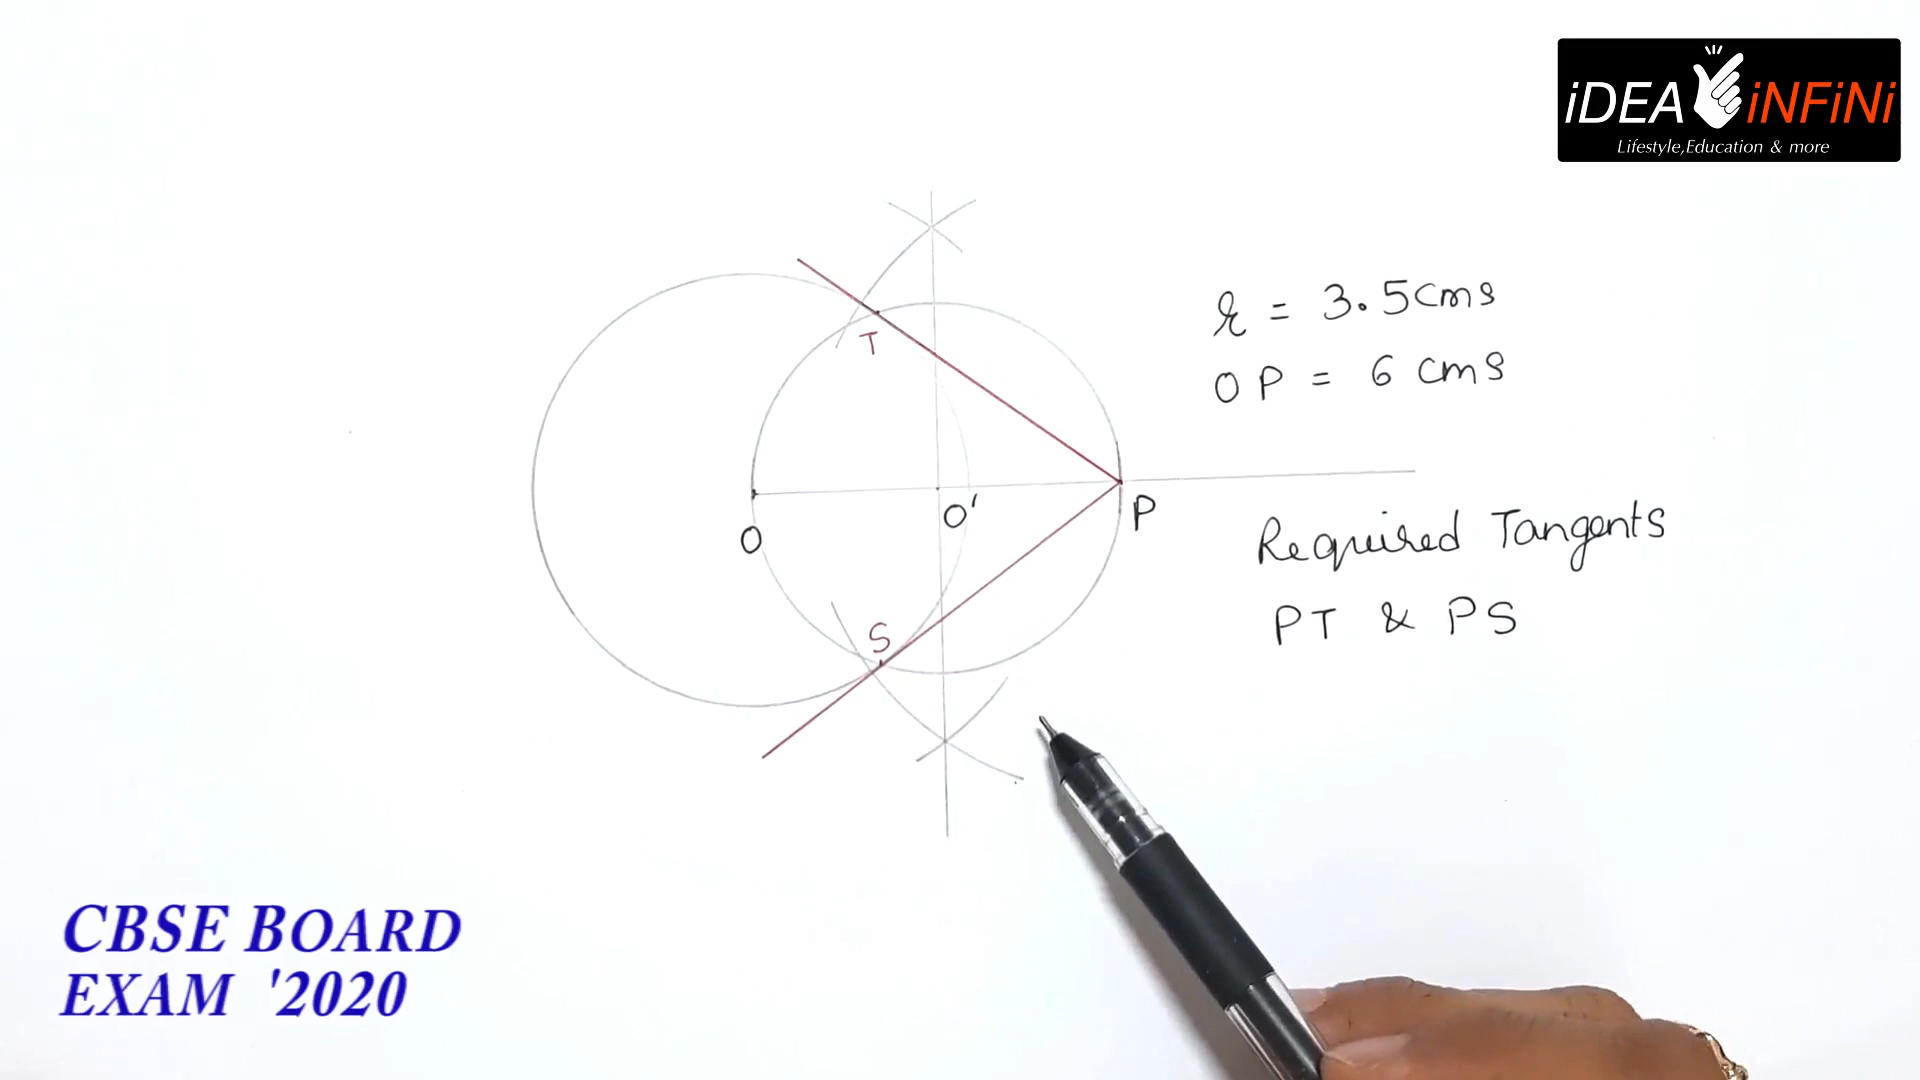 iDEA iNFiNi
Lifestyle,Education & more
r = 3.5cms
OP = 6 cms
T
O
O'
P
Required Tangents
S
PT & PS
CBSE BOARD
EXAM '2020